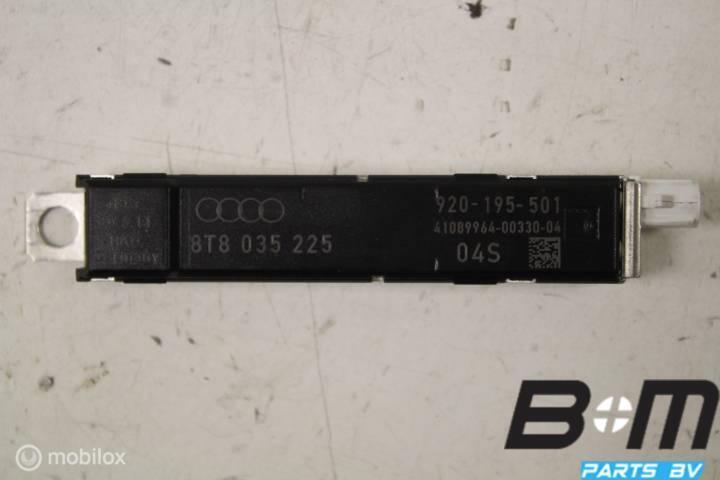 920-195-501
41089964-00330-04
8T8 035 225
04S
B+M
PARTS BV
© mobilox